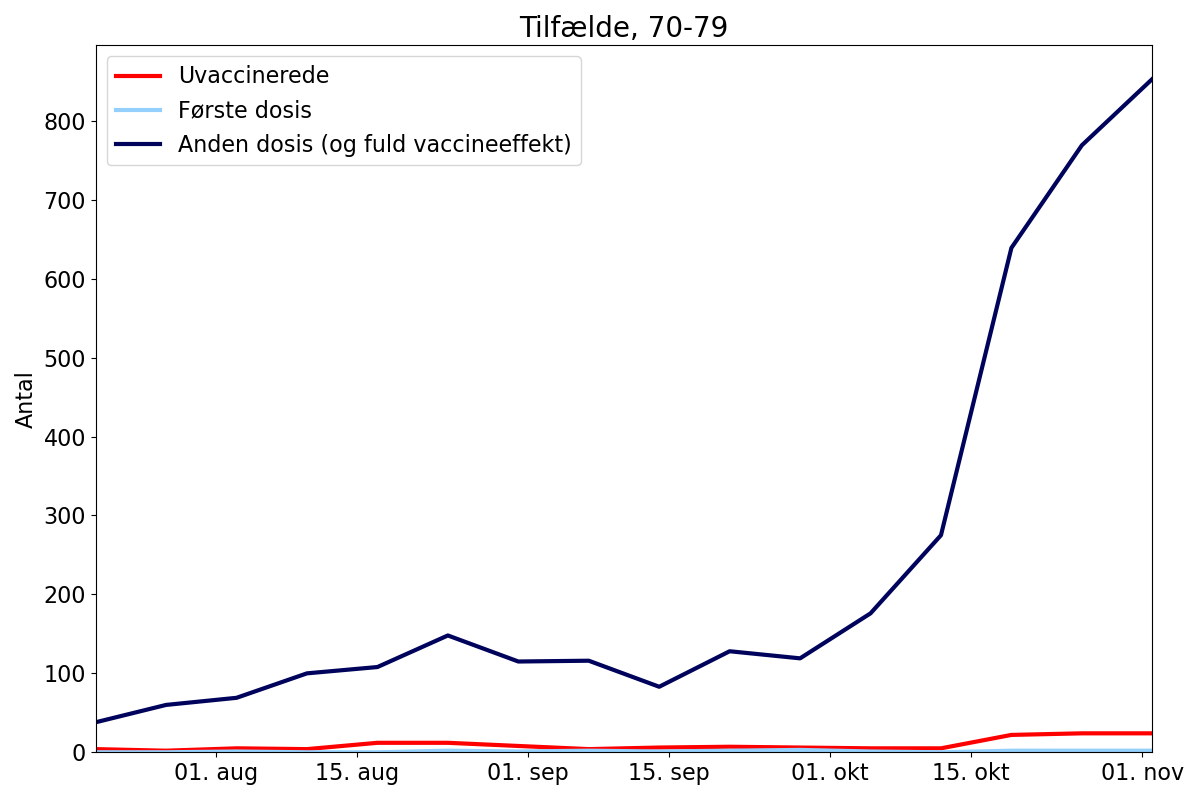 Tilfælde, 70-79
Uvaccinerede
Første dosis
Anden dosis (og fuld vaccineeffekt)
Antal
800
700
600
500
400
300
200
100
0
01. aug
15. aug
01. sep
15. sep
01. okt
15. okt
01. nov